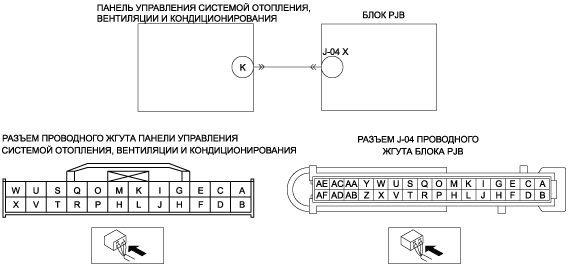 ПАНЕЛЬ УПРАВЛЕНИЯ СИСТЕМОЙ ОТОПЛЕНИЯ,
ВЕНТИЛЯЦИИ И КОНДИЦИОНИРОВАНИЯ
БЛОК PJB
K
J-04 X
РАЗЪЕМ ПРОВОДНОГО ЖГУТА ПАНЕЛИ УПРАВЛЕНИЯ
СИСТЕМОЙ ОТОПЛЕНИЯ, ВЕНТИЛЯЦИИ И КОНДИЦИОНИРОВАНИЯ
W U S Q O M K I G E C A
X V T R P H L J H F D B
РАЗЪЕМ J-04 ПРОВОДНОГО
ЖГУТА БЛОКА PJB
AE AC AA Y W U S Q O M K I G E C A
AF AD AB Z X V T R P H L J H F D B